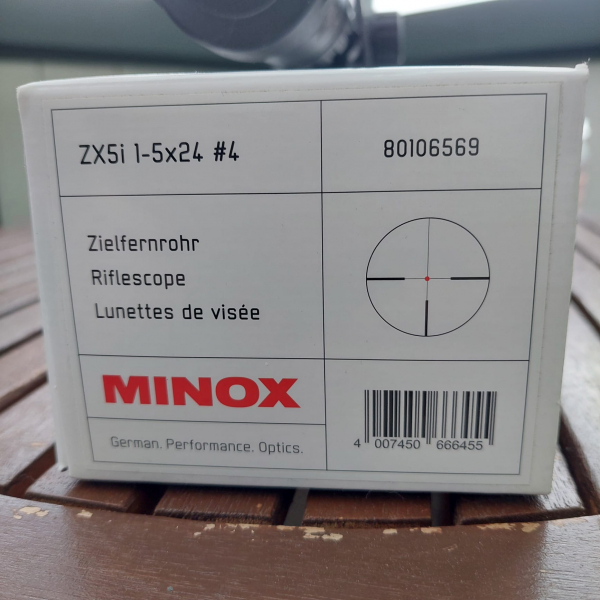 ZX5i 1-5x24 #4
80106569
Zielfernrohr
Riflescope
Lunettes de visée
MINOX
German. Performance. Optics.
4 007450 666455